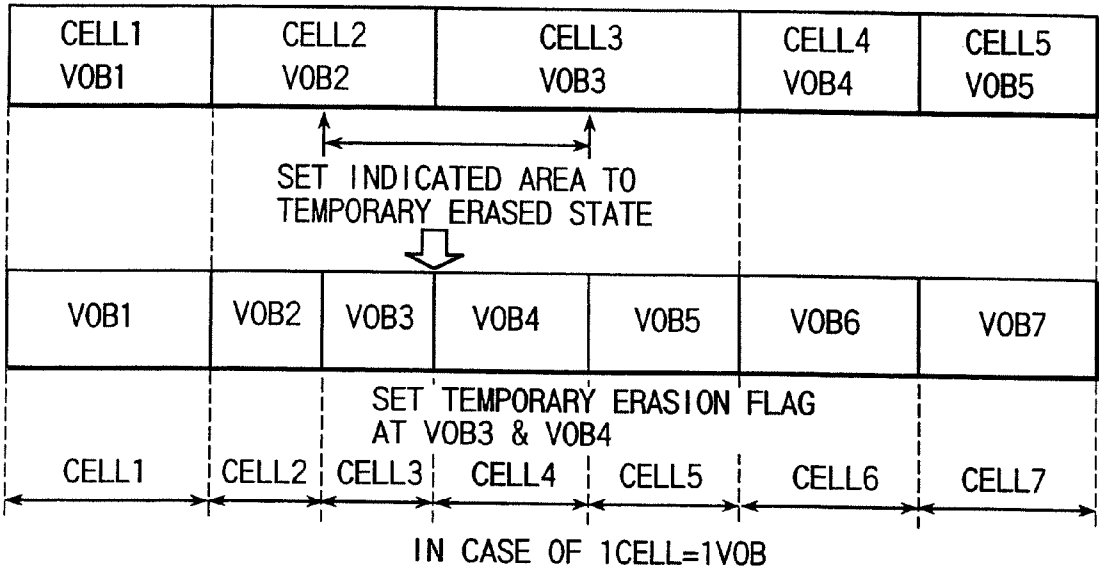 CELL1 CELL2 CELL3 CELL4 CELL5
VOB1 VOB2 VOB3 VOB4 VOB5
SET INDICATED AREA TO
TEMPORARY ERASED STATE
VOB1 VOB2 VOB3 VOB4 VOB5 VOB6 VOB7
SET TEMPORARY ERASION FLAG
AT VOB3 & VOB4
CELL1 CELL2 CELL3 CELL4 CELL5 CELL6 CELL7
IN CASE OF 1CELL=1VOB